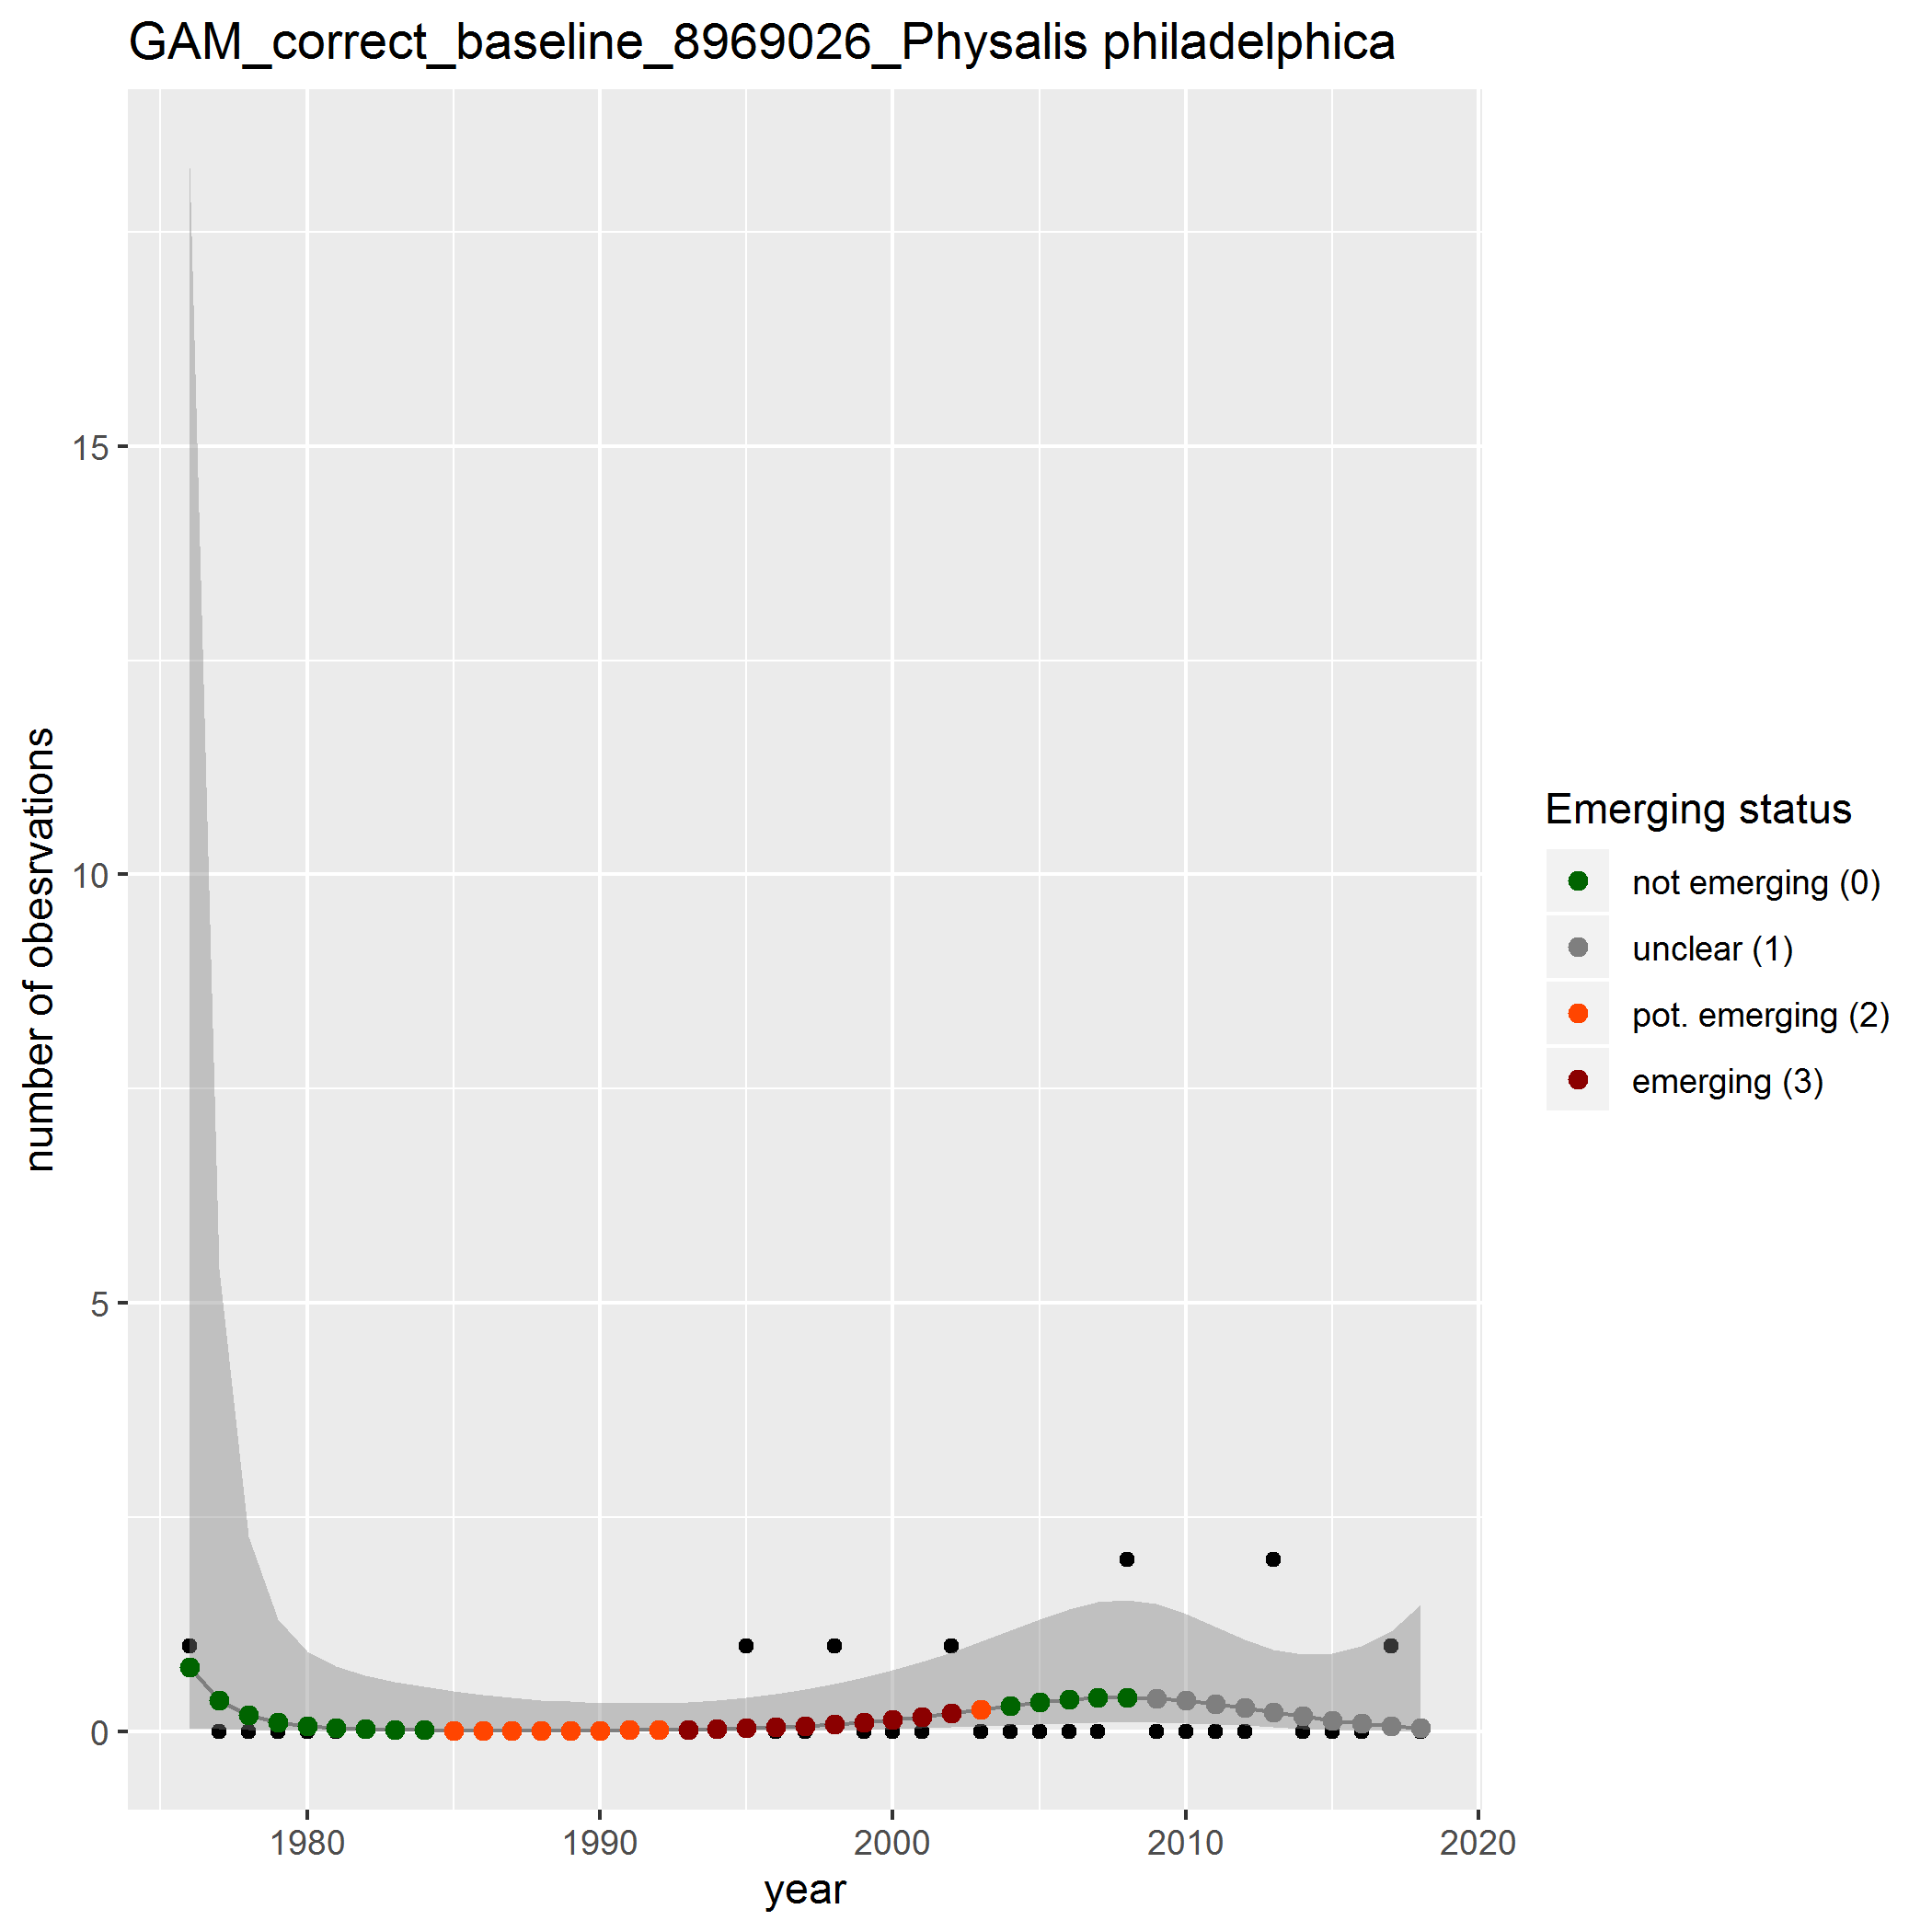 GAM_correct_baseline_8969026_Physalis philadelphica
number of obesrvations
15
10
5
0
1980
1990
2000
2010
2020
year
Emerging status
not emerging (0)
unclear (1)
pot. emerging (2)
emerging (3)